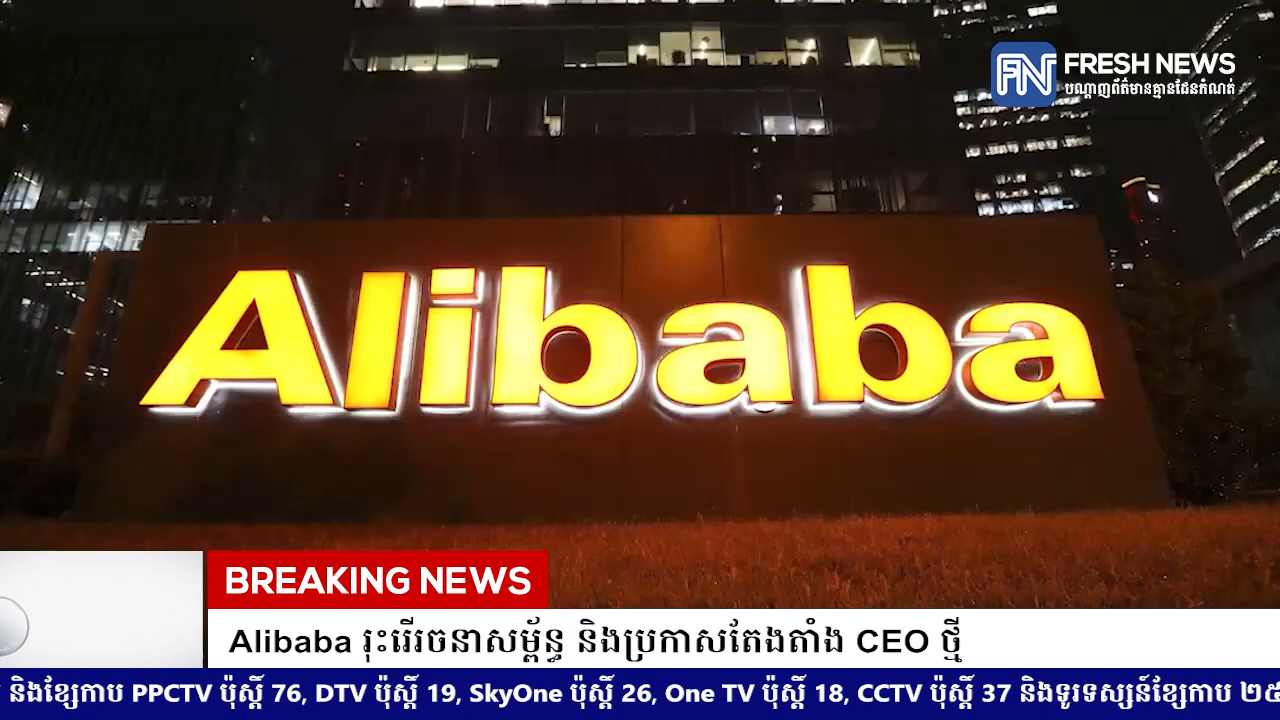 FRESH NEWS
បណ្ដាញព័ត៌មានគ្មានដែនកំណត់
Alibaba
BREAKING NEWS
Alibaba រុះរើរចនាសម្ព័ន្ធ និងប្រកាសតែងតាំង CEO ថ្មី
និងខ្សែកាប PPCTV ប៉ុស្តិ៍ 76, DTV ប៉ុស្តិ៍ 19, SkyOne ប៉ុស្តិ៍ 26, One TV ប៉ុស្តិ៍ 18, CCTV ប៉ុស្តិ៍ 37 និងទូរទស្សន៍ខ្សែកាប ២៥